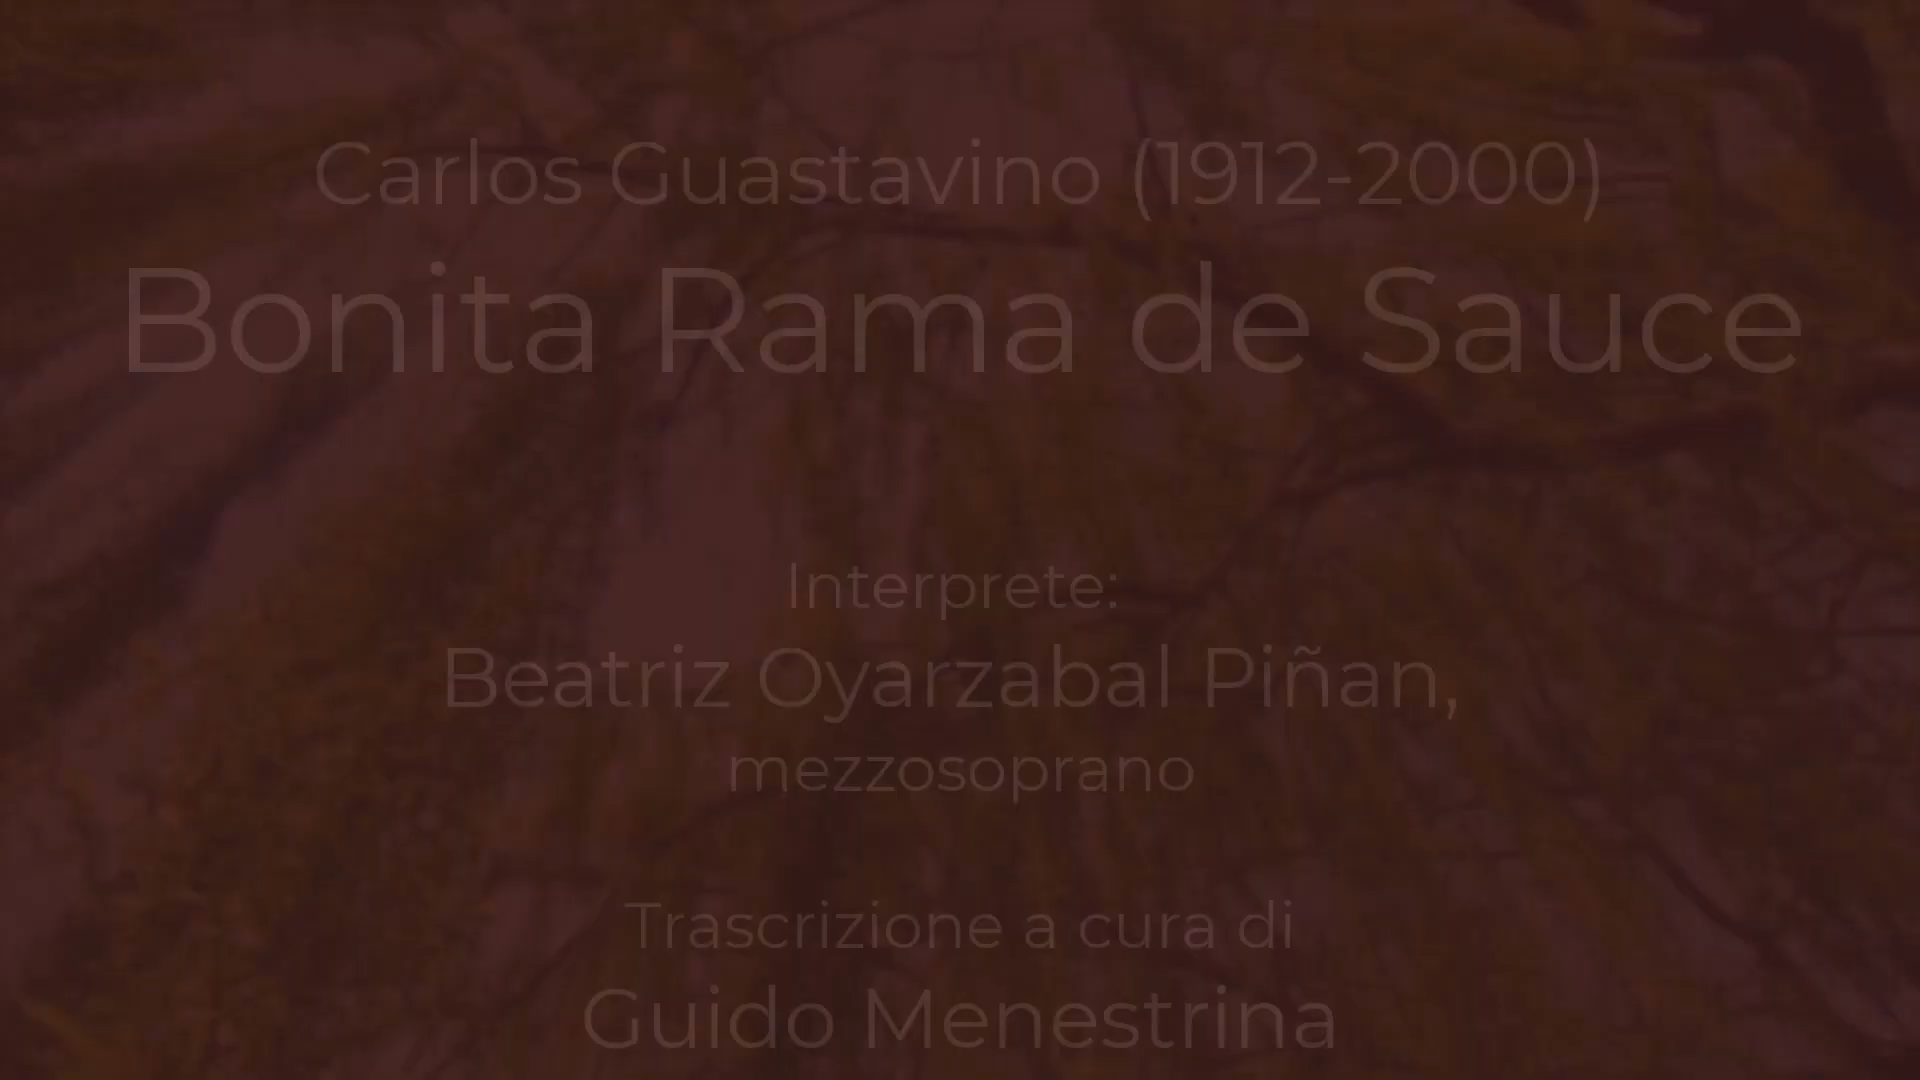 Carlos Guastavino (1912-2000)
Bonita Rama de Sauce
Interprete:
Beatriz Oyarzabal Piñan,
mezzosoprano
Trascrizione a cura di
Guido Menestrina